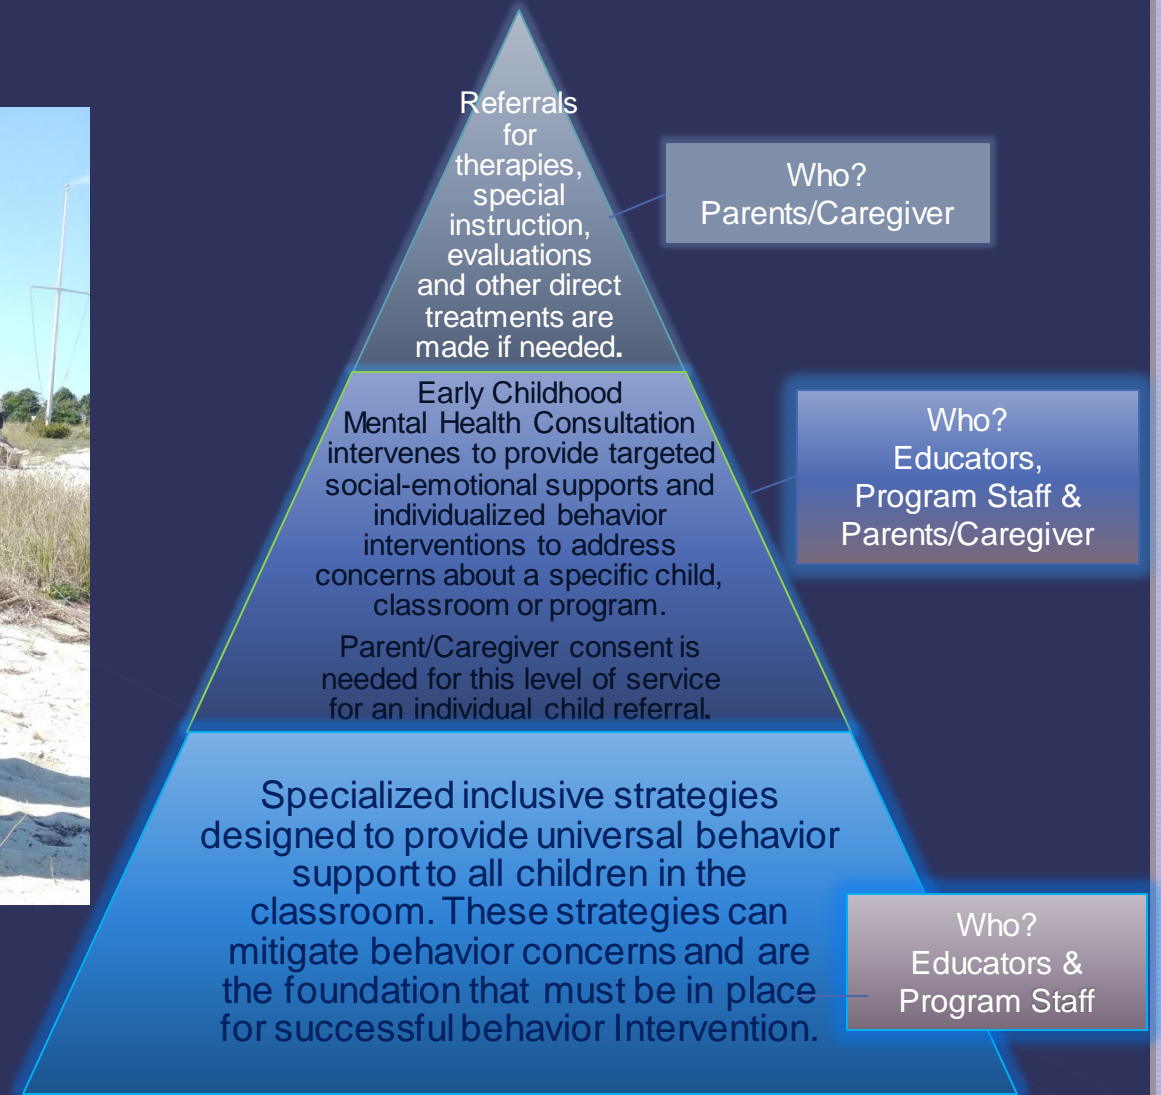 Referrals
for
therapies,
special
instruction,
evaluations
and other direct
treatments are
made if needed.
Who?
Parents/Caregiver
Early Childhood
Mental Health Consultation
intervenes to provide targeted
social-emotional supports and
individualized behavior
interventions to address
concerns about a specific child,
classroom or program.
Parent/Caregiver consent is
needed for this level of service
for an individual child referral.
Who?
Educators,
Program Staff &
Parents/Caregiver
Specialized inclusive strategies
designed to provide universal behavior
support to all children in the
classroom. These strategies can
mitigate behavior concerns and are
the foundation that must be in place
for successful behavior Intervention.
Who?
Educators &
Program Staff